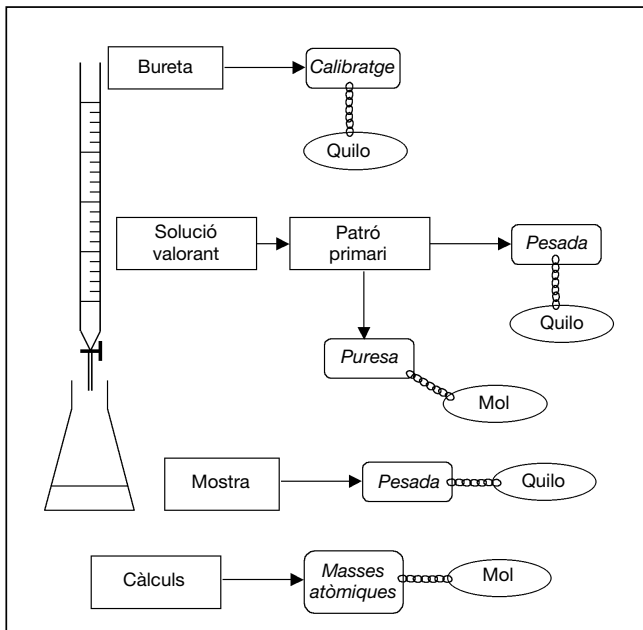 Bureta
Calibratge
Quilo
Solució
valorant
Patró
primari
Pesada
Quilo
Puresa
Mol
Mostra
Pesada
Quilo
Càlculs
Masses
atòmiques
Mol